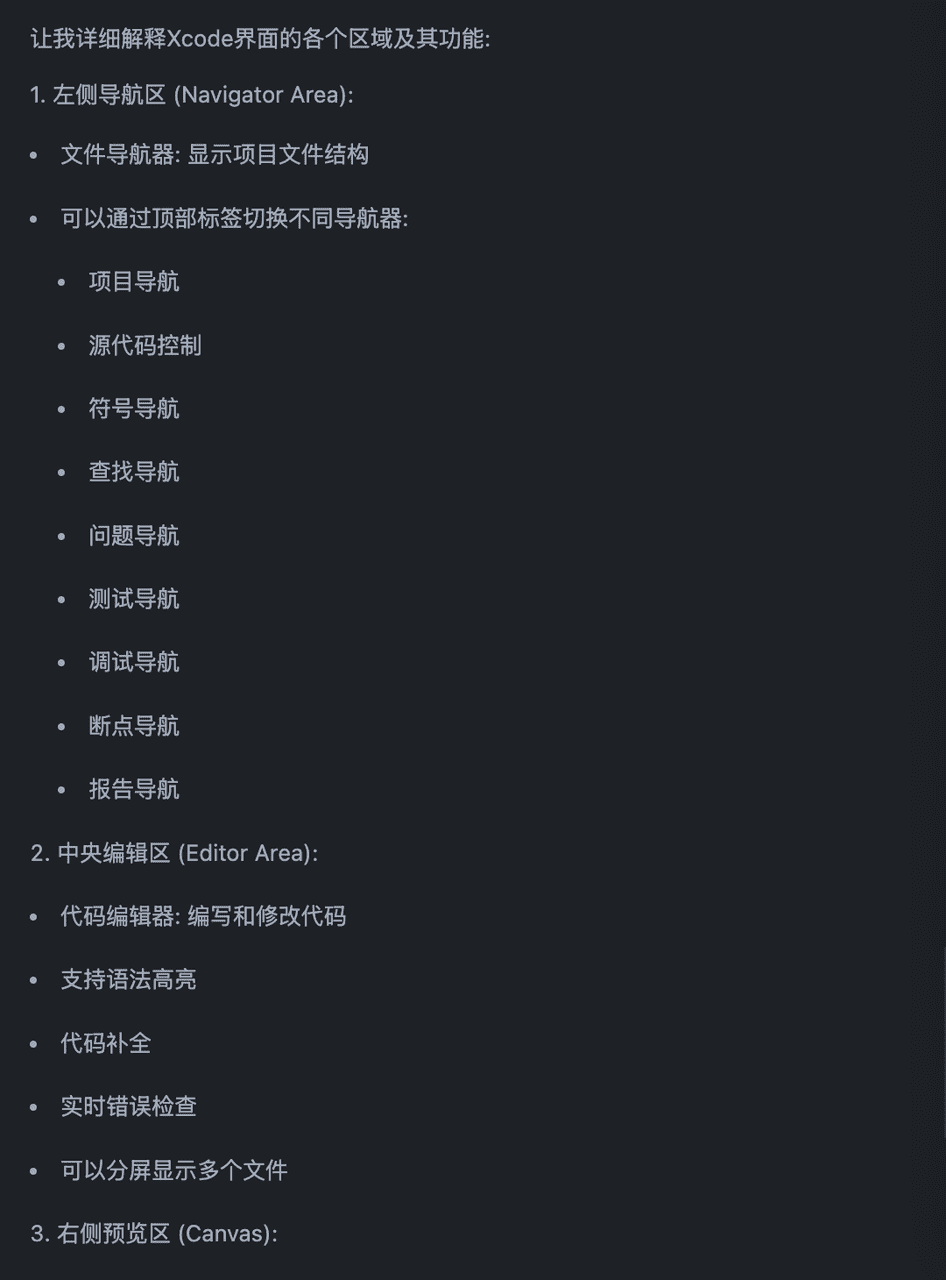 让我详细解释Xcode界面的各个区域及其功能:
1. 左侧导航区 (Navigator Area):
• 文件导航器: 显示项目文件结构
• 可以通过顶部标签切换不同导航器:
• 项目导航
• 源代码控制
• 符号导航
• 查找导航
• 问题导航
• 测试导航
• 调试导航
• 断点导航
• 报告导航
2. 中央编辑区 (Editor Area):
• 代码编辑器: 编写和修改代码
• 支持语法高亮
• 代码补全
• 实时错误检查
• 可以分屏显示多个文件
3. 右侧预览区 (Canvas):